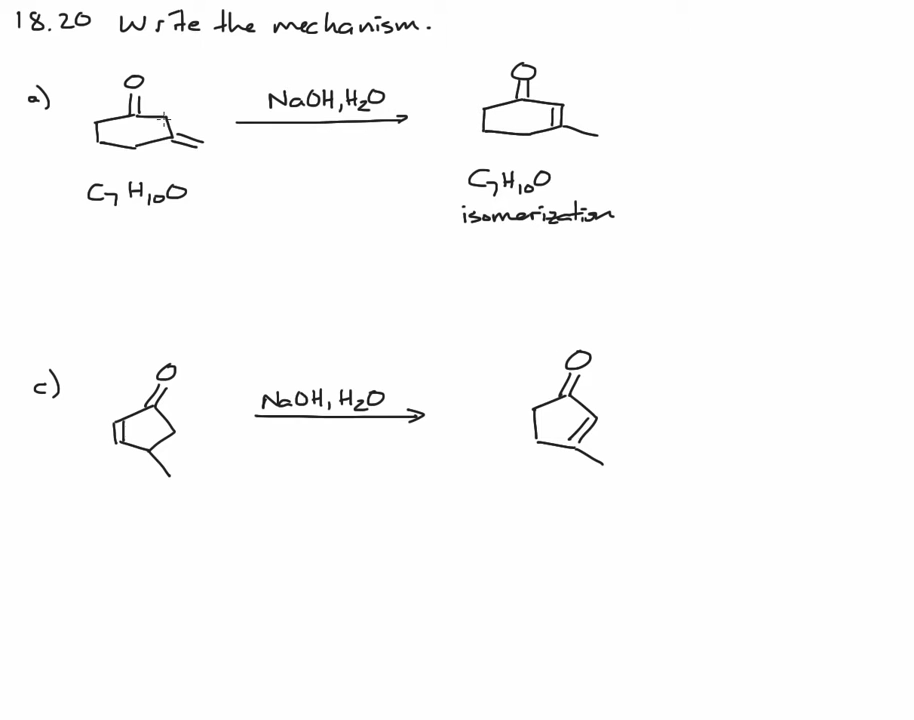 18.20 Write the mechanism.
a)
O
NaOH, H2O
O
C7H10O
C7H10O
isomerization
c)
O
NaOH, H2O
O